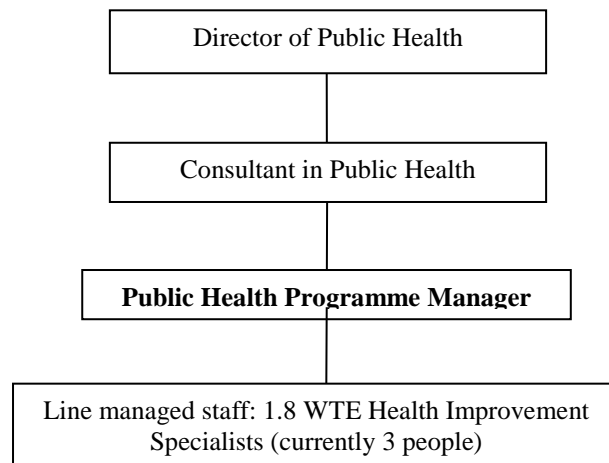 Director of Public Health
Consultant in Public Health
Public Health Programme Manager
Line managed staff: 1.8 WTE Health Improvement
Specialists (currently 3 people)